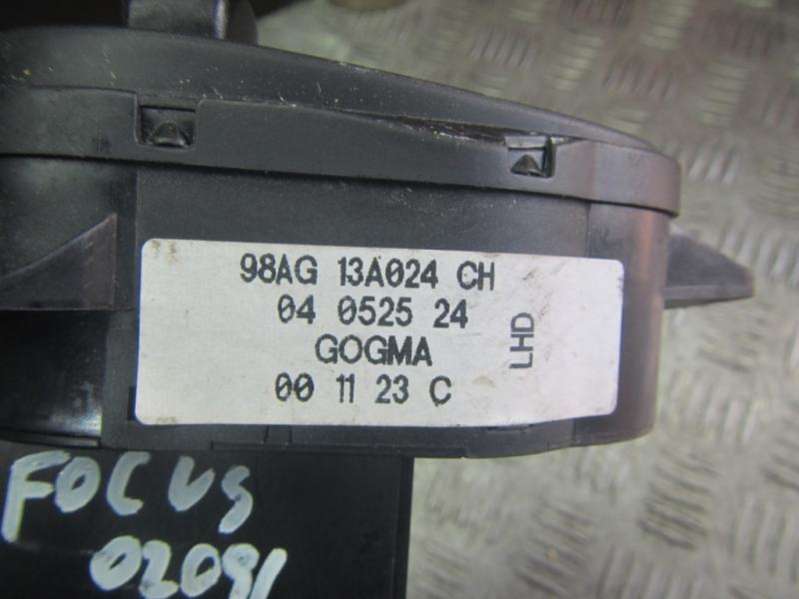 98AG 13A024 CH
04 0525 24
GOGMA
00 11 23 C
LHD
FOCUS
02091